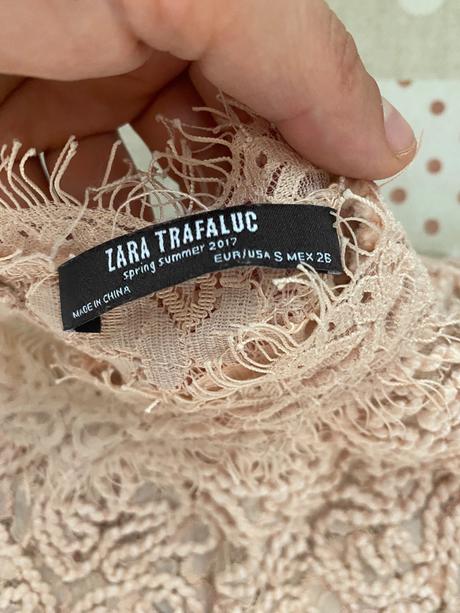 ZARA TRAFALUC
spring summer 2017
EUR/USA S MEX 26
MADE IN CHINA